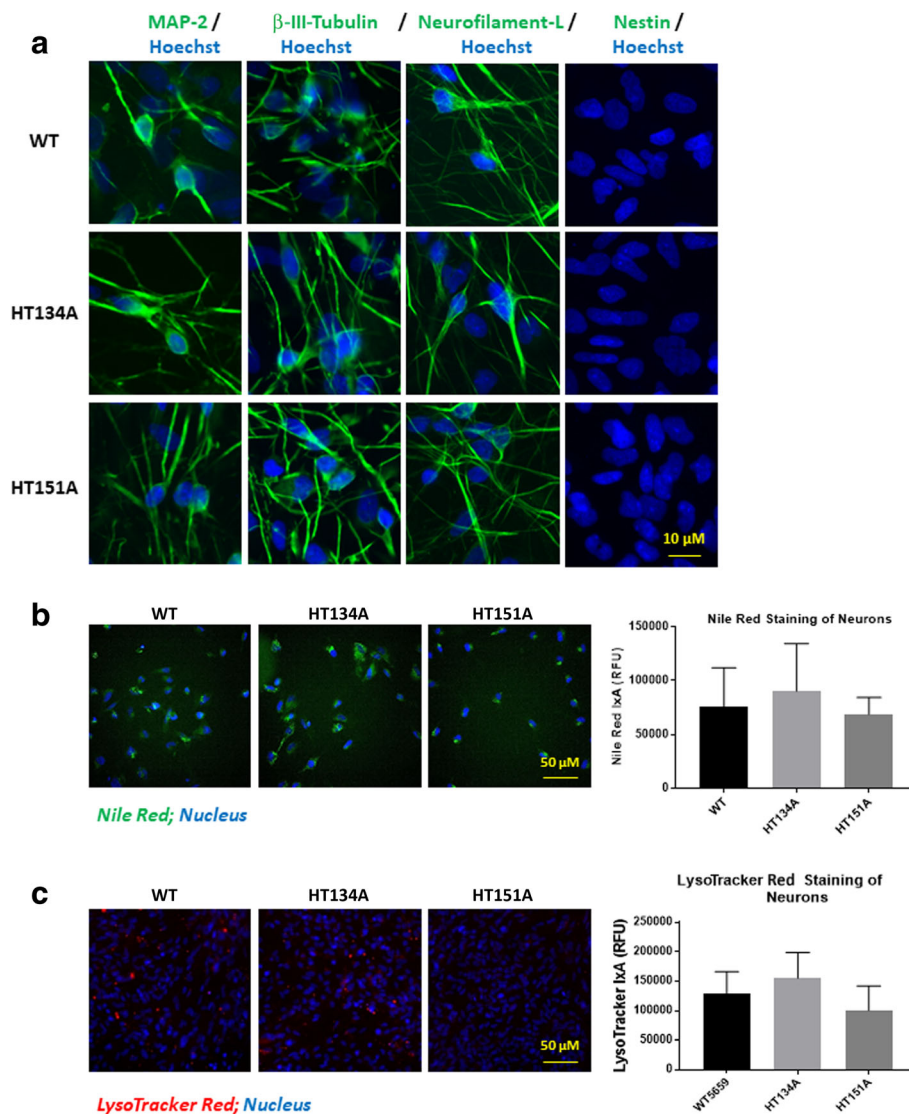 a
MAP-2 / β-III-Tubulin / Neurofilament-L / Nestin /
Hoechst Hoechst Hoechst Hoechst
WT
HT134A
HT151A
10 µM
b
WT HT134A HT151A
50 µM
Nile Red; Nucleus
Nile Red Staining of Neurons
Nile Red IxA (RFU)
150000
100000
50000
0
WT HT134A HT151A
c
WT HT134A HT151A
50 µM
LysoTracker Red; Nucleus
LysoTracker Red Staining of
Neurons
LysoTracker IxA (RFU)
250000
200000
150000
100000
50000
0
WT5659 HT134A HT151A